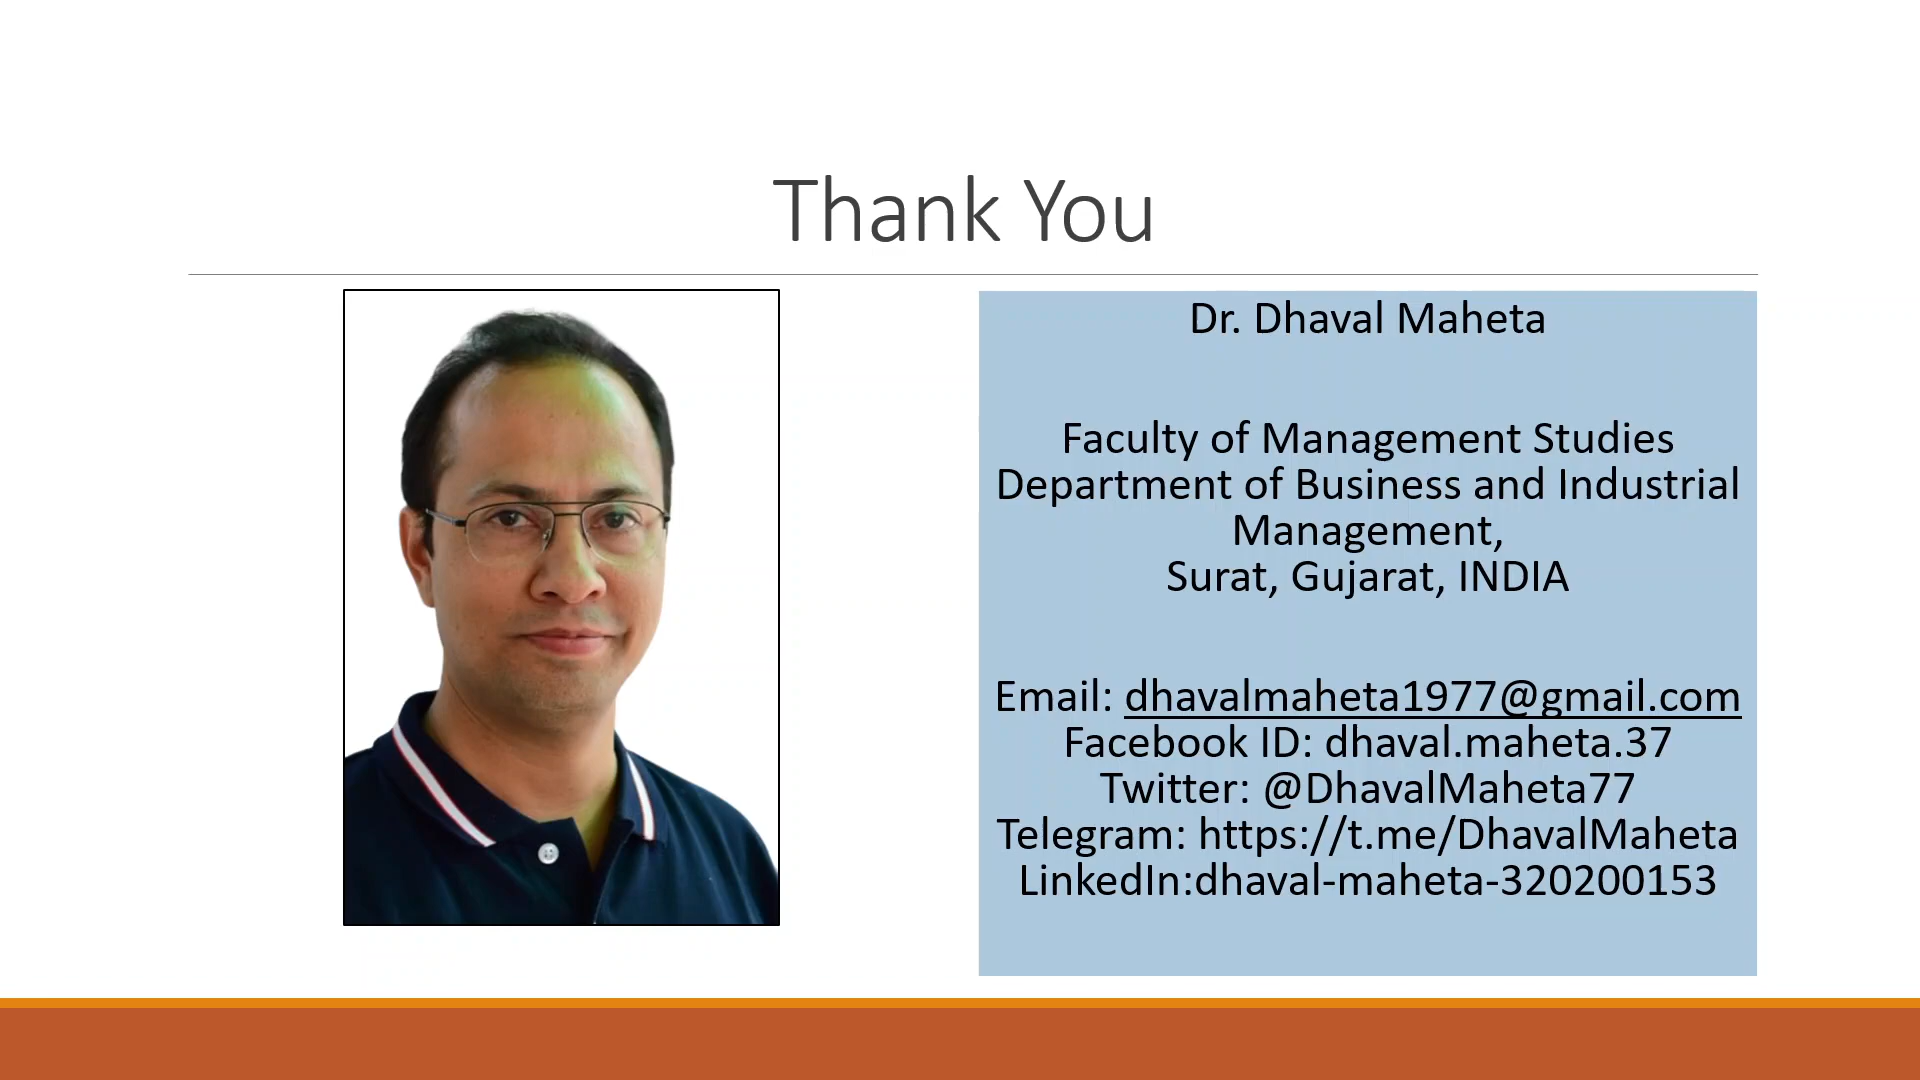 Thank You
Dr. Dhaval Maheta
Faculty of Management Studies
Department of Business and Industrial
Management,
Surat, Gujarat, INDIA
Email: dhavalmaheta1977@gmail.com
Facebook ID: dhaval.maheta.37
Twitter: @DhavalMaheta77
Telegram: https://t.me/DhavalMaheta
LinkedIn:dhaval-maheta-320200153